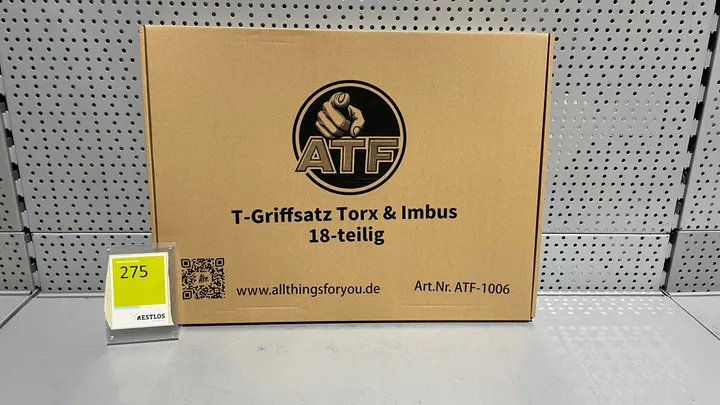 ATF
T-Griffsatz Torx & Imbus
18-teilig
www.allthingsforyou.de
Art.Nr. ATF-1006
275
RESTLOS